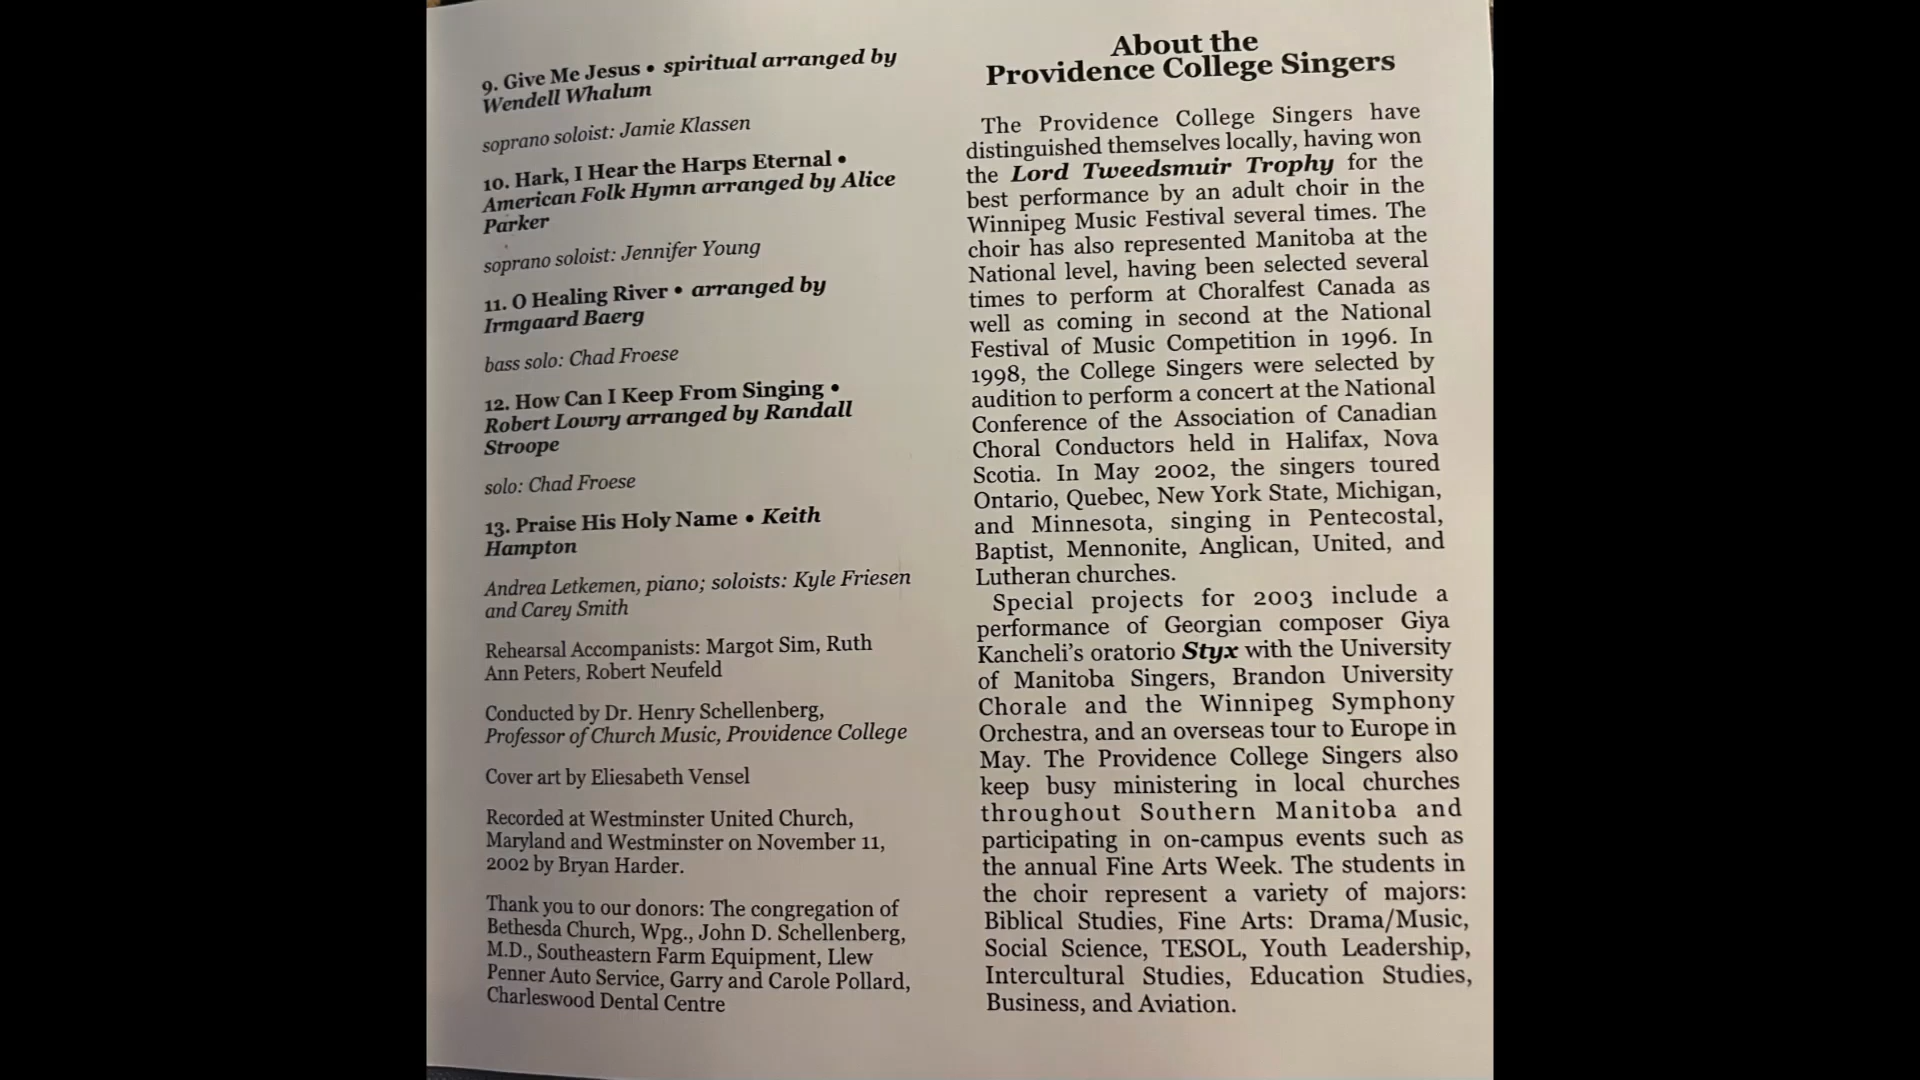 9. Give Me Jesus • spiritual arranged by
Wendell Whalum
soprano soloist: Jamie Klassen
10. Hark, I Hear the Harps Eternal •
American Folk Hymn arranged by Alice
Parker
soprano soloist: Jennifer Young
11. O Healing River • arranged by
Irmgaard Baerg
bass solo: Chad Froese
12. How Can I Keep From Singing •
Robert Lowry arranged by Randall
Stroope
solo: Chad Froese
13. Praise His Holy Name • Keith
Hampton
Andrea Letkemen, piano; soloists: Kyle Friesen
and Carey Smith
Rehearsal Accompanists: Margot Sim, Ruth
Ann Peters, Robert Neufeld
Conducted by Dr. Henry Schellenberg,
Professor of Church Music, Providence College
Cover art by Eliesabeth Vensel
Recorded at Westminster United Church,
Maryland and Westminster on November 11,
2002 by Bryan Harder.
Thank you to our donors: The congregation of
Bethesda Church, Wpg., John D. Schellenberg,
M.D., Southeastern Farm Equipment, Llew
Penner Auto Service, Garry and Carole Pollard,
Charleswood Dental Centre
About the
Providence College Singers
The Providence College Singers have
distinguished themselves locally, having won
the Lord Tweedsmuir Trophy for the
best performance by an adult choir in the
Winnipeg Music Festival several times. The
choir has also represented Manitoba at the
National level, having been selected several
times to perform at Choralfest Canada as
well as coming in second at the National
Festival of Music Competition in 1996. In
1998, the College Singers were selected by
audition to perform a concert at the National
Conference of the Association of Canadian
Choral Conductors held in Halifax, Nova
Scotia. In May 2002, the singers toured
Ontario, Quebec, New York State, Michigan,
and Minnesota, singing in Pentecostal,
Baptist, Mennonite, Anglican, United, and
Lutheran churches.
Special projects for 2003 include a
performance of Georgian composer Giya
Kancheli's oratorio Styx with the University
of Manitoba Singers, Brandon University
Chorale and the Winnipeg Symphony
Orchestra, and an overseas tour to Europe in
May. The Providence College Singers also
keep busy ministering in local churches
throughout Southern Manitoba and
participating in on-campus events such as
the annual Fine Arts Week. The students in
the choir represent a variety of majors:
Biblical Studies, Fine Arts: Drama/Music,
Social Science, TESOL, Youth Leadership,
Intercultural Studies, Education Studies,
Business, and Aviation.